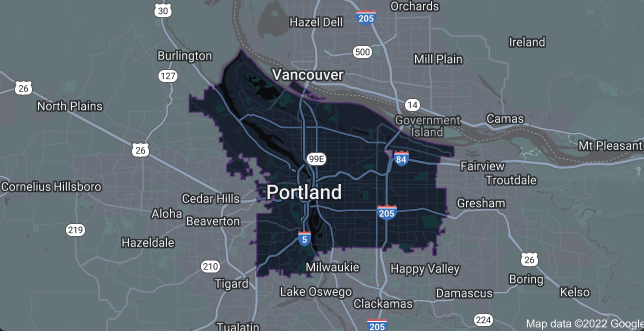 30
Hazel Dell
205
Orchards
500
Ireland
Burlington
Mill Plain
Vancouver
127
26
North Plains
14
Government
Island
Camas
26
Mt Pleasant
99E
84
Fairview
Troutdale
Cornelius Hillsboro
Cedar Hills
Portland
Aloha
Beaverton
205
Gresham
219
Hazeldale
5
26
210
Tigard
Milwaukie
Happy Valley
Boring
Lake Oswego
Damascus
Kelso
Clackamas
224
Tualatin
205
Map data ©2022 Google